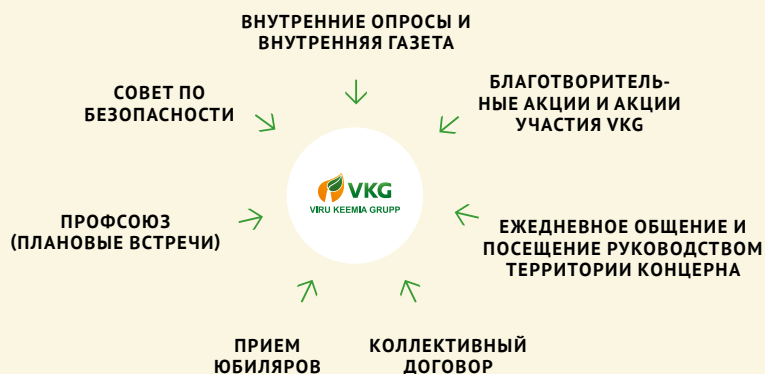 ВНУТРЕННИЕ ОПРОСЫ И
ВНУТРЕННЯЯ ГАЗЕТА
БЛАГОТВОРИТЕЛЬ-
НЫЕ АКЦИИ И АКЦИИ
УЧАСТИЯ VKG
СОВЕТ ПО
БЕЗОПАСНОСТИ
VKG
VIRU KEEMIA GRUPP
ПРОФСОЮЗ
(ПЛАНОВЫЕ ВСТРЕЧИ)
ЕЖЕДНЕВНОЕ ОБЩЕНИЕ И
ПОСЕЩЕНИЕ РУКОВОДСТВОМ
ТЕРРИТОРИИ КОНЦЕРНА
ПРИЕМ
ЮБИЛЯРОВ
КОЛЛЕКТИВНЫЙ
ДОГОВОР